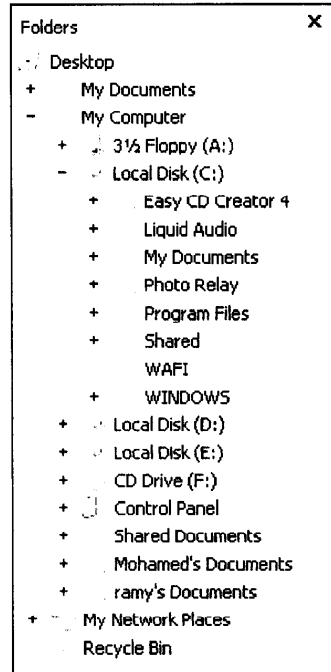 Folders x
Desktop
+ My Documents
- My Computer
+ 3½ Floppy (A:)
- Local Disk (C:)
+ Easy CD Creator 4
+ Liquid Audio
+ My Documents
+ Photo Relay
+ Program Files
+ Shared
WAFI
+ WINDOWS
+ Local Disk (D:)
+ Local Disk (E:)
+ CD Drive (F:)
+ Control Panel
+ Shared Documents
+ Mohamed's Documents
+ ramy's Documents
+ My Network Places
Recycle Bin